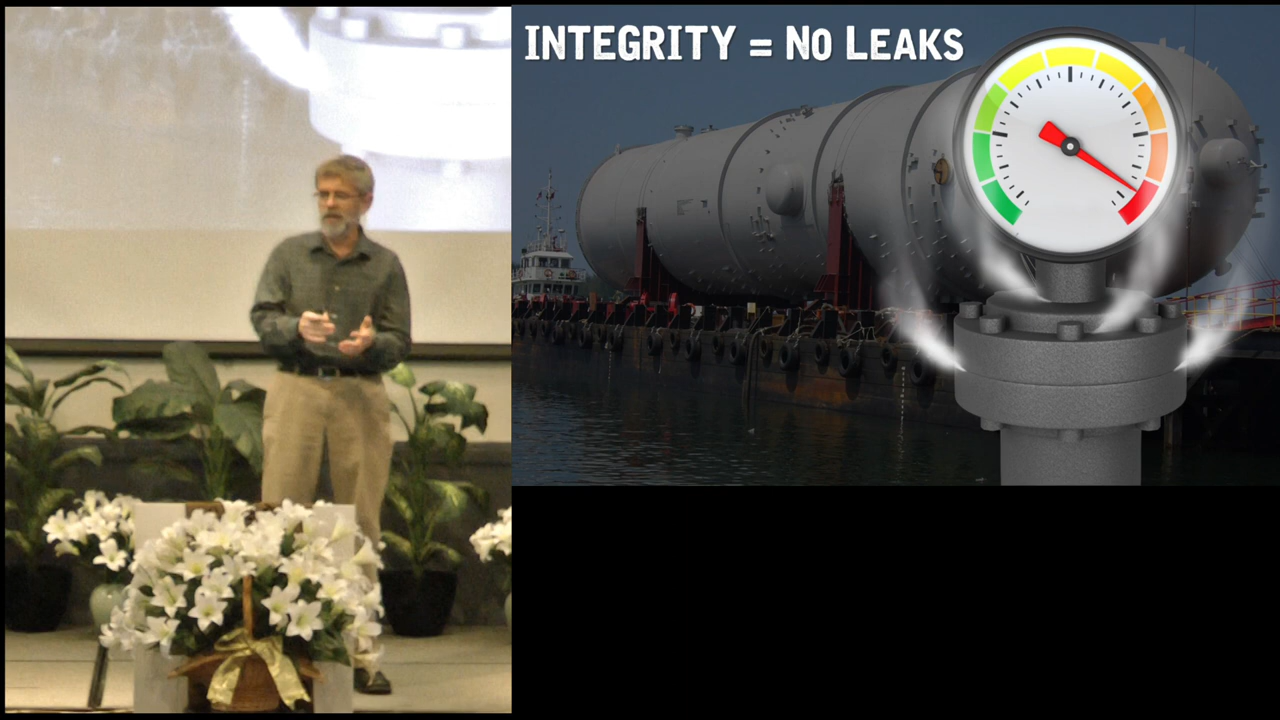 INTEGRITY = NO LEAKS